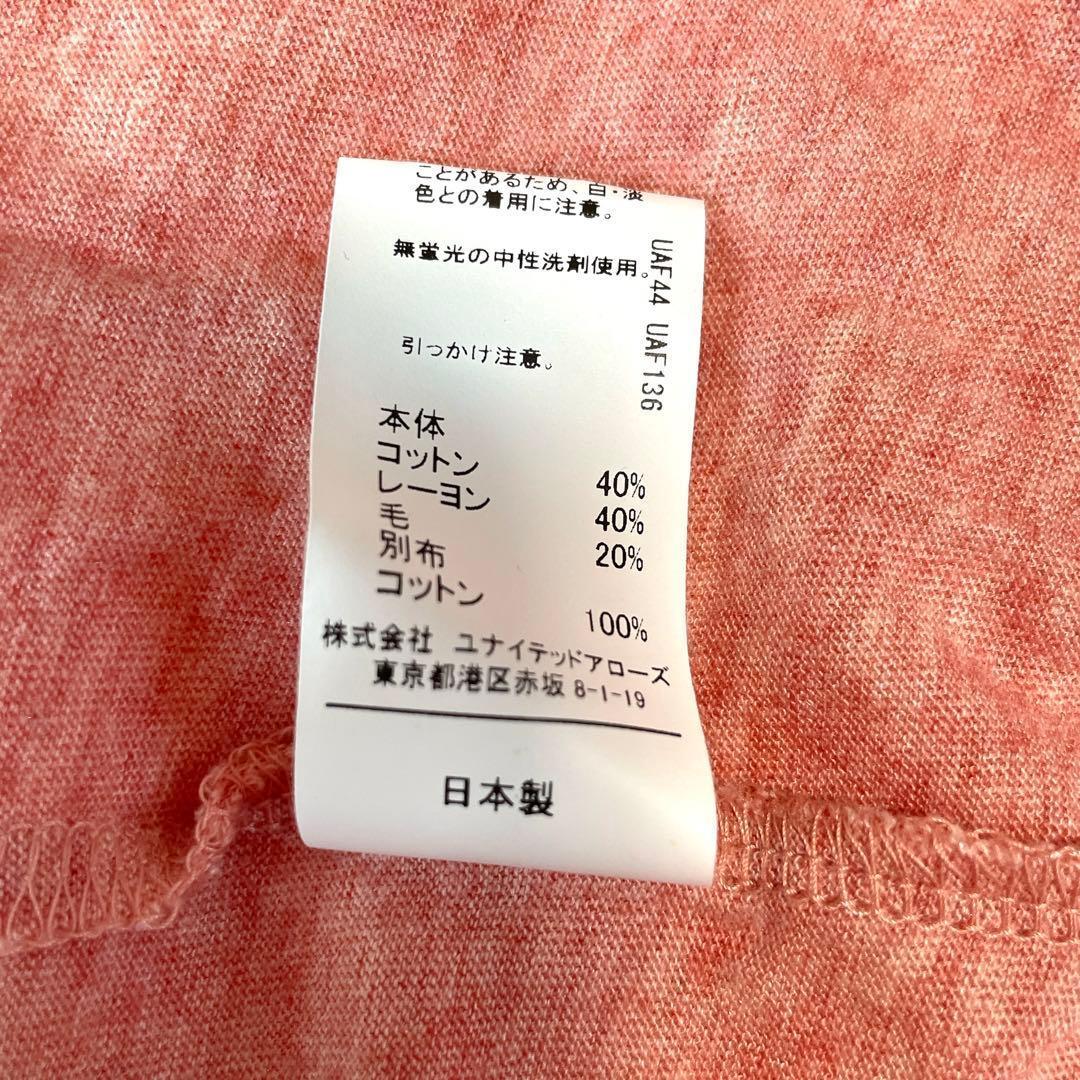 ことがあるため、白・淡
色との着用に注意。
無蛍光の中性洗剤使用。
UAF44 UAF136
引っかけ注意。
本体
コットン 40%
レーヨン 40%
毛 20%
別布
コットン 100%
株式会社 ユナイテッドアローズ
東京都港区赤坂 8-1-19
日本製